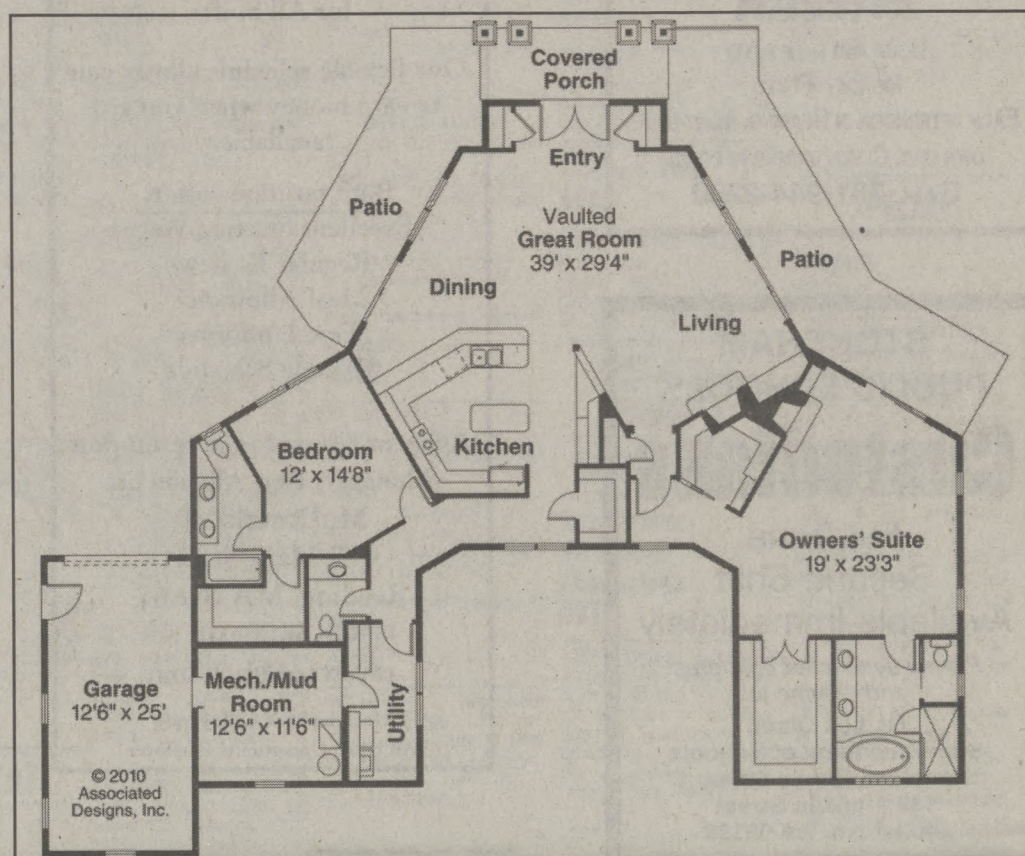 Covered
Porch
Entry
Patio
Vaulted
Great Room
39' x 29'4"
Patio
Dining
Living
Kitchen
Bedroom
12' x 14'8"
Owners' Suite
19' x 23'3"
Garage
12'6" x 25'
Mech./Mud
Room
12'6" x 11'6"
Utility
© 2010
Associated
Designs, Inc.